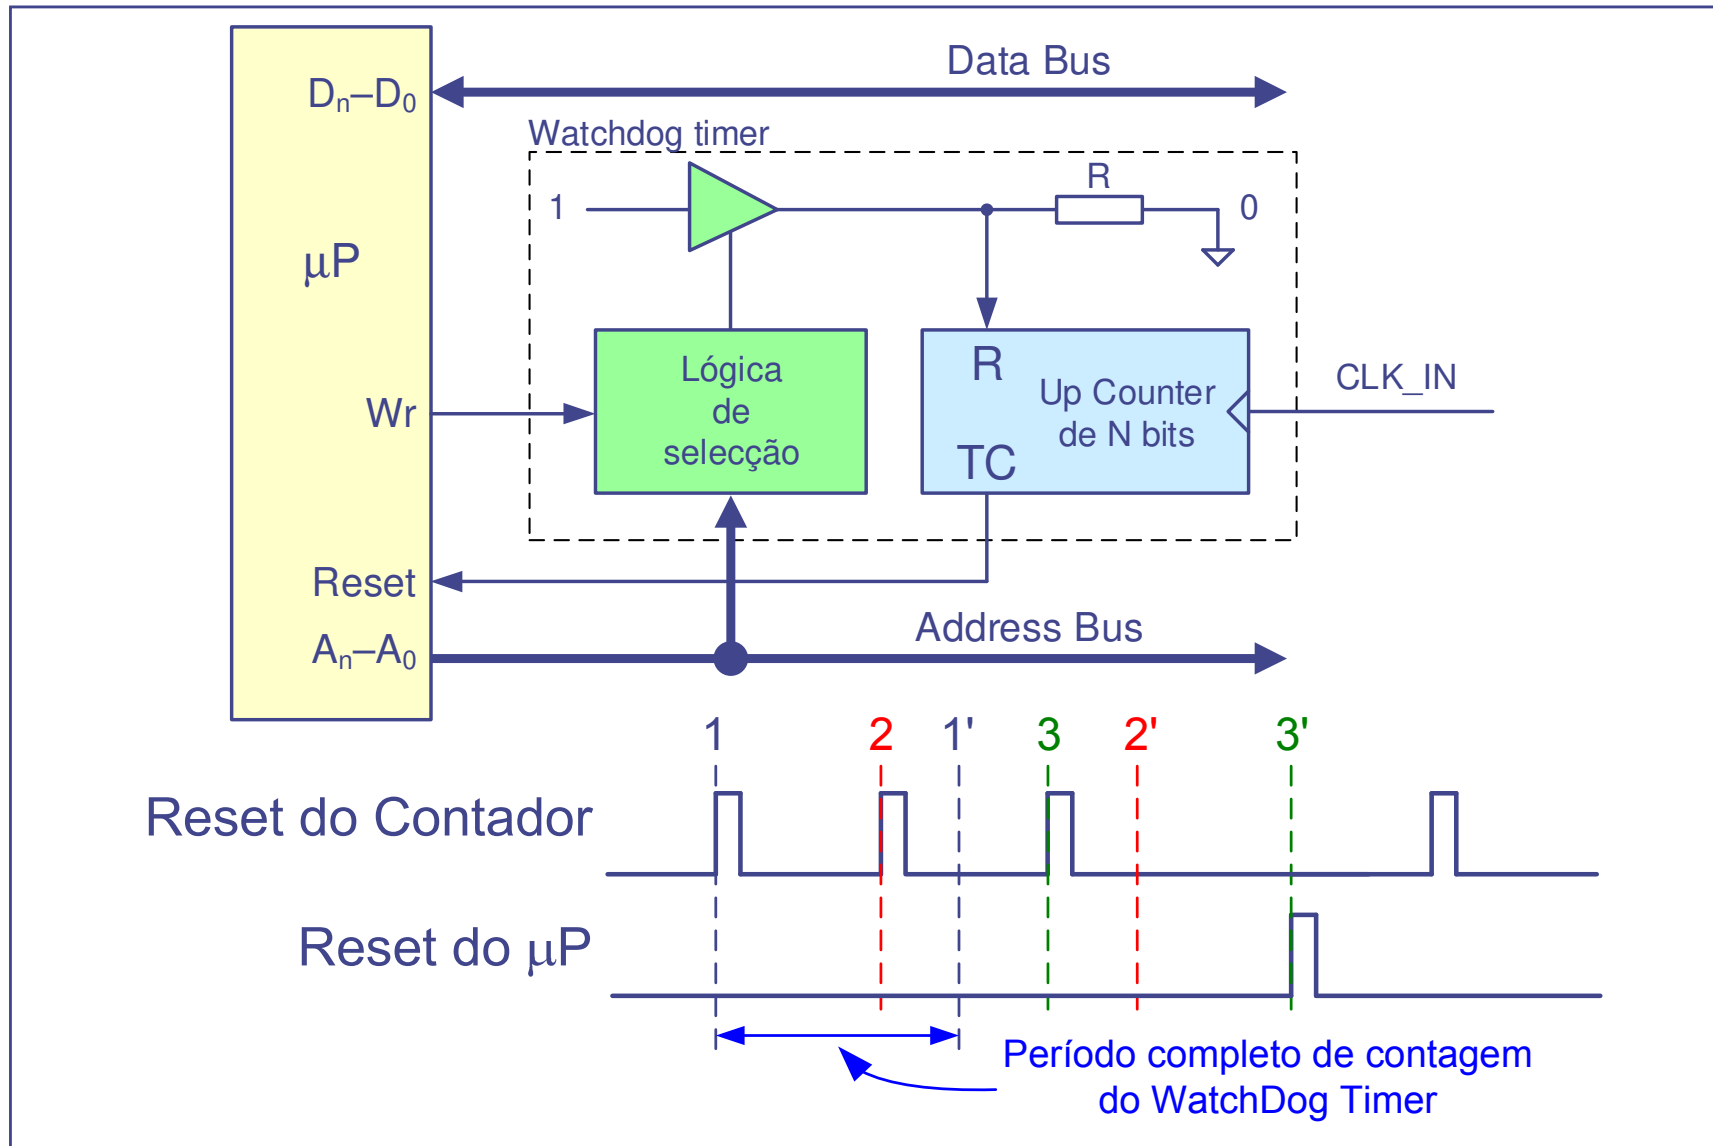 Data Bus
Dn–D0
Watchdog timer
R
1
0
μP
Lógica
de
selecção
R
Up Counter
de N bits
TC
CLK_IN
Wr
Reset
Address Bus
An–A0
1 2 1' 3 2' 3'
Reset do Contador
Reset do μP
Período completo de contagem
do WatchDog Timer